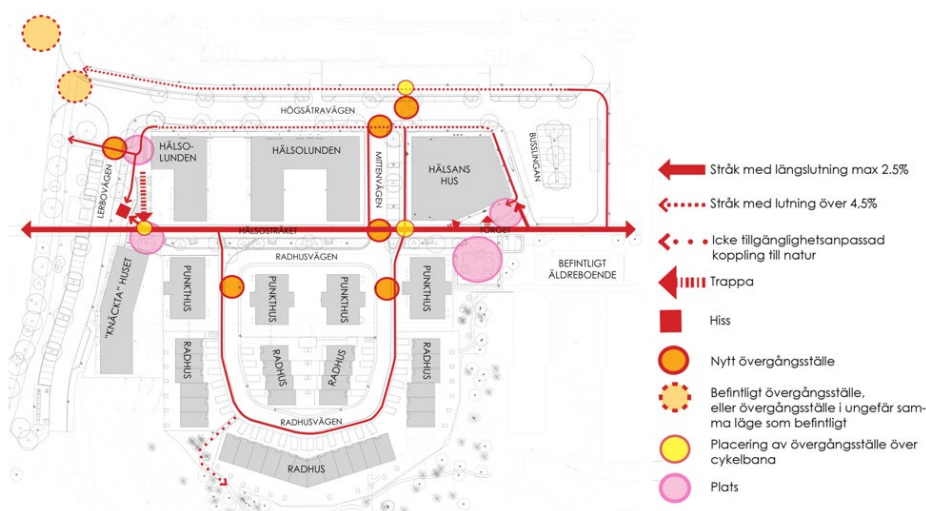 HÖGSÄTRAVÄGEN
HÄLSO-
LUNDEN
HÄLSOLUNDEN
MITTENVÄGEN
HÄLSANS
HUS
BUSSLINGAN
LERBOVÄGEN
HÄLSOSTRÅKET
TORGET
RADHUSVÄGEN
BEFINTLIGT
ÄLDREBOENDE
"KNÄCKTA" HUSET
PUNKTHUS
PUNKTHUS
PUNKTHUS
PUNKTHUS
RADHUS
RADHUS
RADHUS
RADHUS
RADHUSVÄGEN
RADHUS
Stråk med längslutning max 2.5%
Stråk med lutning över 4,5%
Icke tillgänglighetsanpassad
koppling till natur
Trappa
Hiss
Nytt övergångsställe
Befintligt övergångsställe,
eller övergångställe i ungefär sam-
ma läge som befintligt
Placering av övergångsställe över
cykelbana
Plats